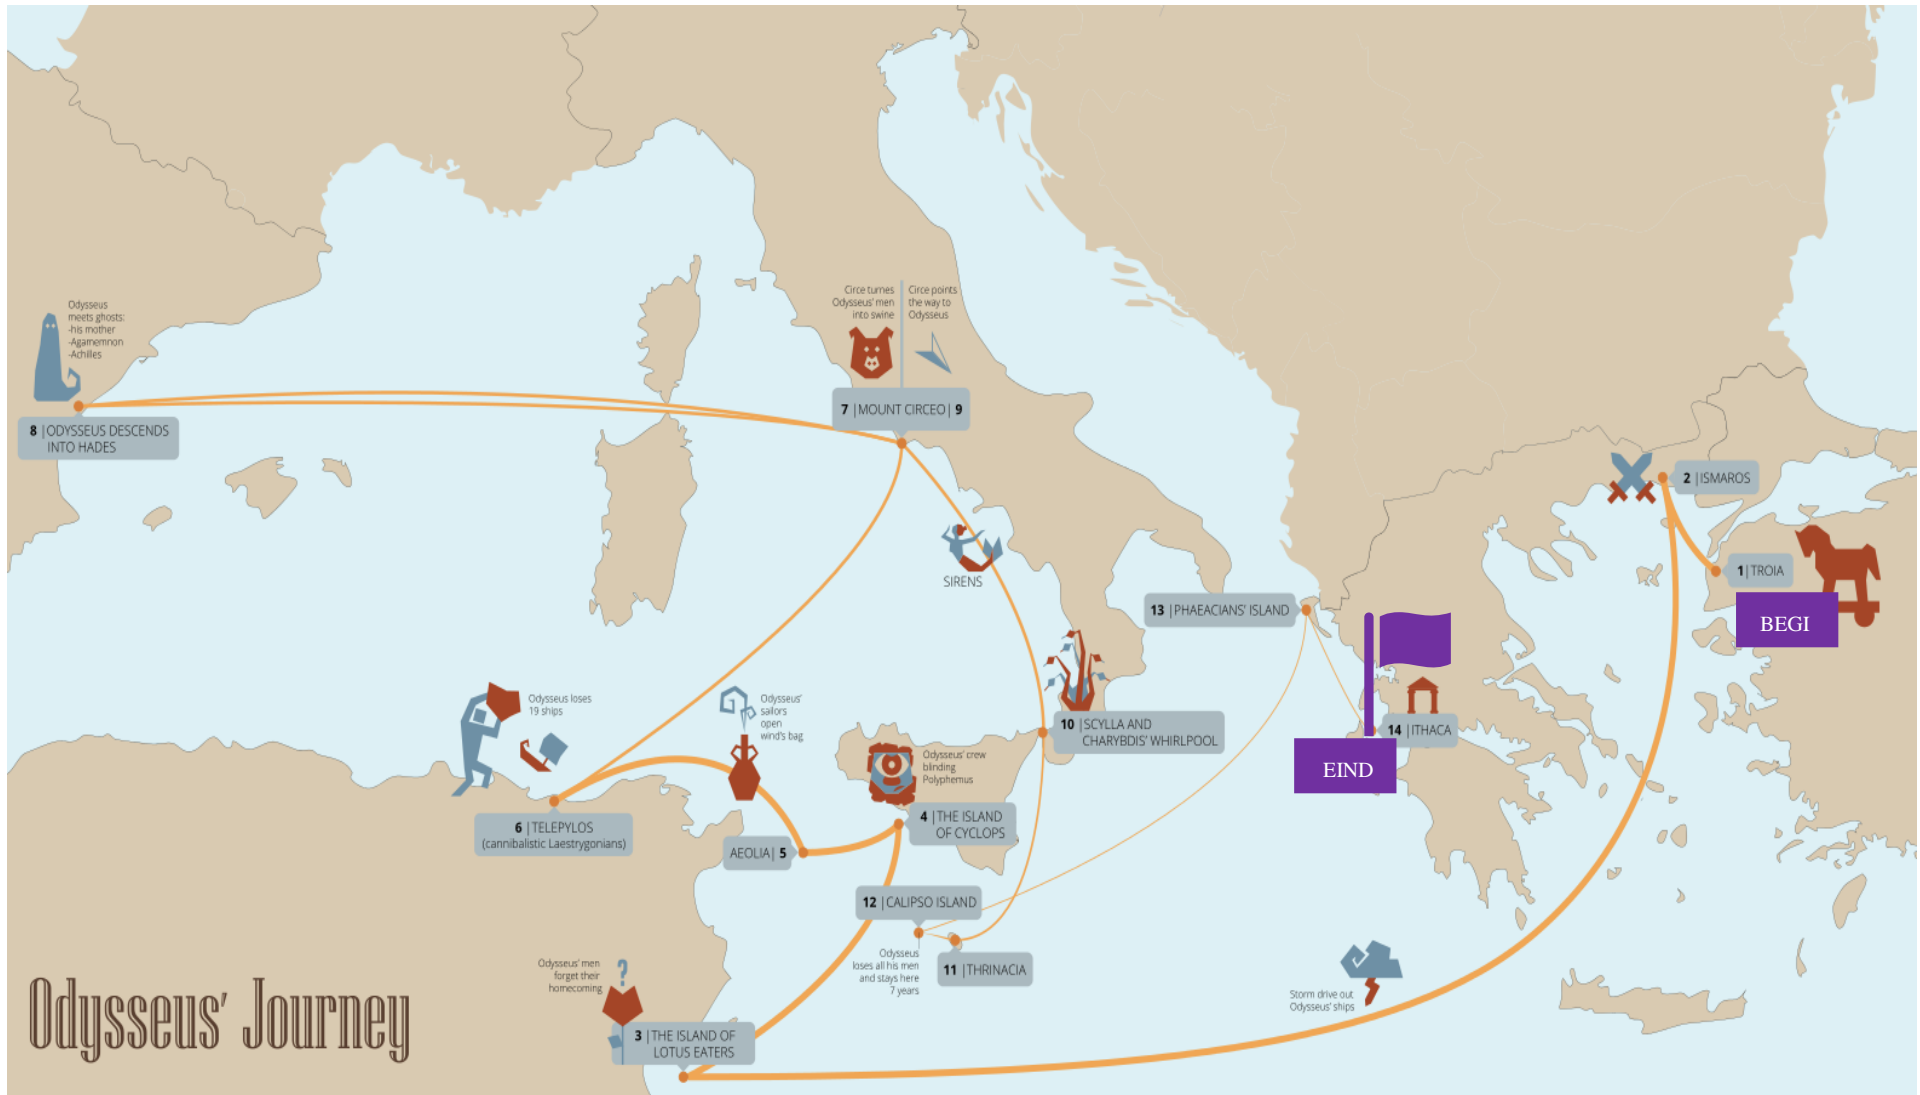 Circe turnes
Odysseus' men
into swine
Circe points
the way to
Odysseus
Odysseus
meets ghosts:
-his mother
-Agamemnon
-Achilles
7 |MOUNT CIRCEO| 9
8 |ODYSSEUS DESCENDS
INTO HADES
2 |ISMAROS
1|TROIA
BEGI
SIRENS
13 |PHAEACIANS' ISLAND
14 |ITHACA
EIND
10 |SCYLLA AND
CHARYBDIS' WHIRLPOOL
Odysseus loses
19 ships
Odysseus'
sailors
open
wind's bag
Odysseus' crew
blinding
Polyphemus
6 |TELEPYLOS
(cannibalistic Laestrygonians)
AEOLIA| 5
4 |THE ISLAND
OF CYCLOPS
12 |CALIPSO ISLAND
Odysseus
loses all his men
and stays here
7 years
11 |THRINACIA
Odysseus' men
forget their
homecoming
?
3 |THE ISLAND OF
LOTUS EATERS
Storm drive out
Odysseus' ships
Odysseus' Journey